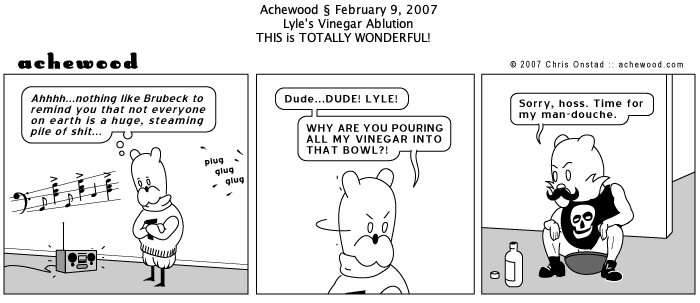 Achewood § February 9, 2007
Lyle's Vinegar Ablution
THIS is TOTALLY WONDERFUL!
achewood
© 2007 Chris Onstad :: achewood.com
Ahhhh...nothing like Brubeck to
remind you that not everyone
on earth is a huge, steaming
pile of shit...
plug
glug
glug
Dude...DUDE! LYLE!
WHY ARE YOU POURING
ALL MY VINEGAR INTO
THAT BOWL?!
Sorry, hoss. Time for
my man-douche.